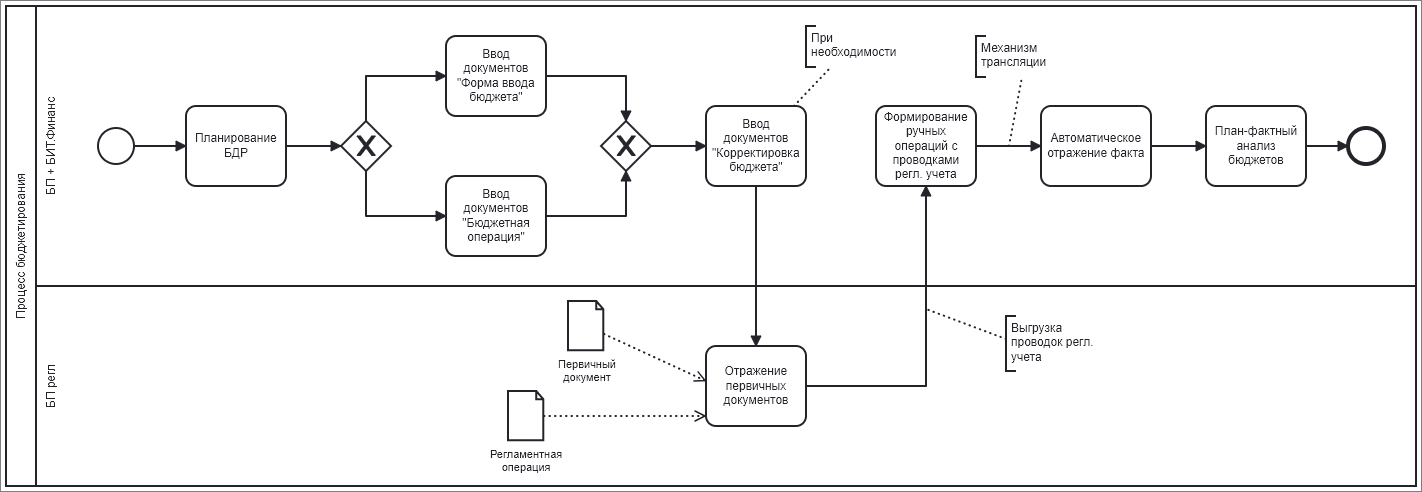 Процесс бюджетирования
БП + БИТ.Финанс
Планирование
БДР
Ввод
документов
"Форма ввода
бюджета"
Ввод
документов
"Бюджетная
операция"
При
необходимости
Ввод
документов
"Корректировка
бюджета"
Формирование
ручных
операций с
проводками
регл. учета
Механизм
трансляции
Автоматическое
отражение факта
План-фактный
анализ
бюджетов
БП регл
Первичный
документ
Регламентная
операция
Отражение
первичных
документов
Выгрузка
проводок регл.
учета